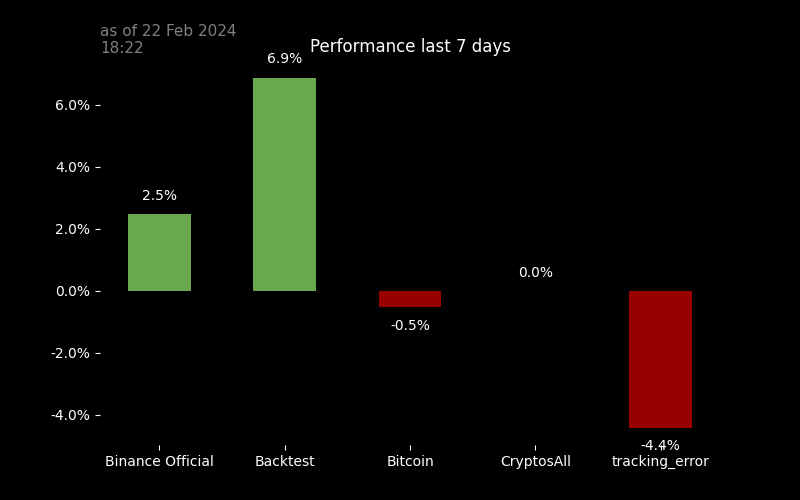 as of 22 Feb 2024
18:22
Performance last 7 days
6.9%
6.0%
4.0%
2.5%
2.0%
0.0%
0.0%
-0.5%
-2.0%
-4.0%
-4.4%
Binance Official
Backtest
Bitcoin
CryptosAll
tracking_error